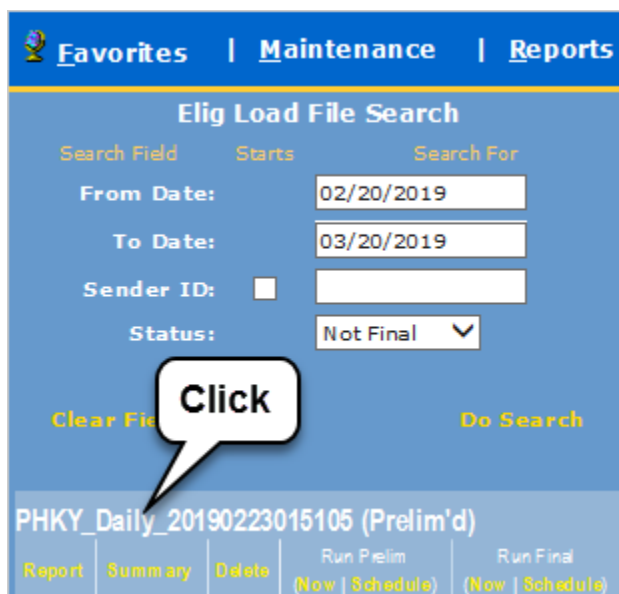 Favorites | Maintenance | Reports
Elig Load File Search
Search Field Starts Search For
From Date: 02/20/2019
To Date: 03/20/2019
Sender ID:
Status: Not Final
Click
Clear Do Search
PHKY_Daily_20190223015105 (Prelim'd)
Report Summary Delete Run Prelim Run Final
(Now | Schedule) (Now | Schedule)